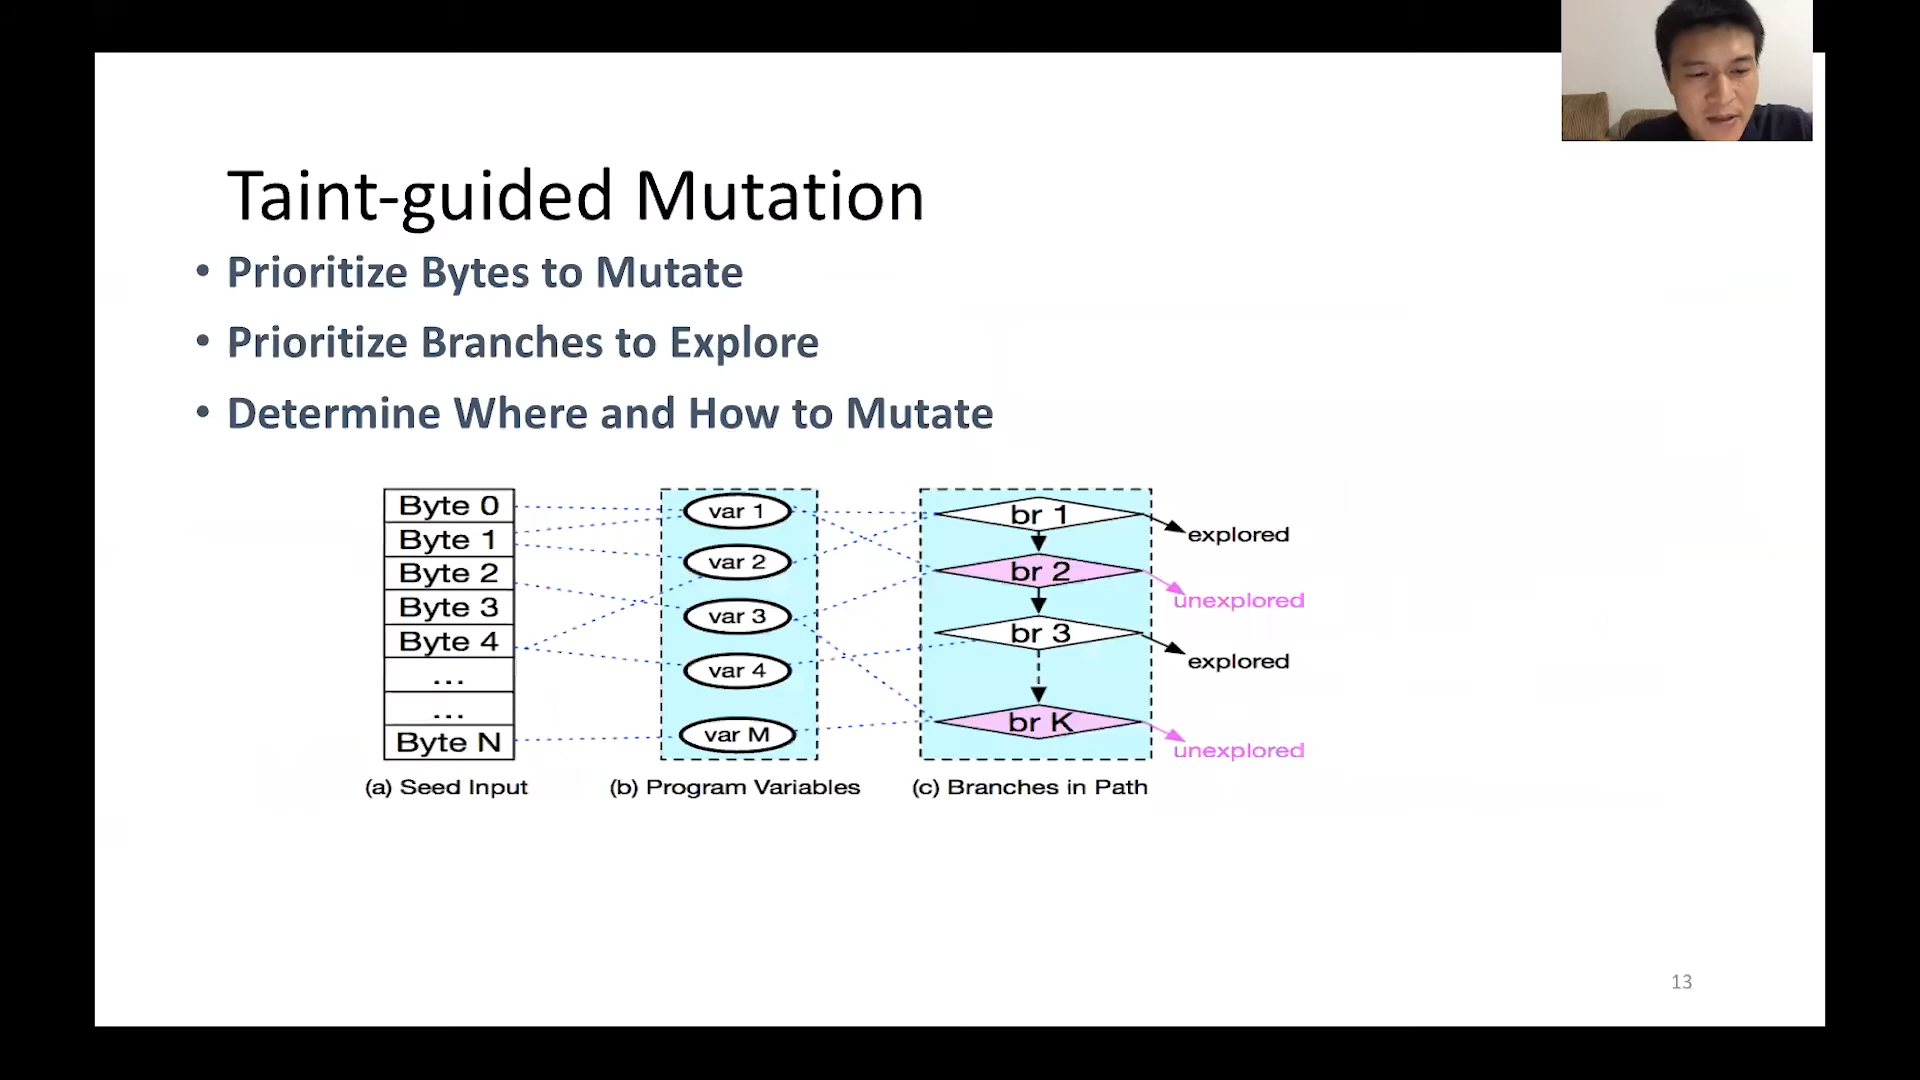 Taint-guided Mutation
• Prioritize Bytes to Mutate
• Prioritize Branches to Explore
• Determine Where and How to Mutate
Byte 0
Byte 1
Byte 2
Byte 3
Byte 4
...
...
Byte N
(a) Seed Input
var 1
var 2
var 3
var 4
var M
(b) Program Variables
br 1
explored
br 2
unexplored
br 3
explored
br K
unexplored
(c) Branches in Path
13